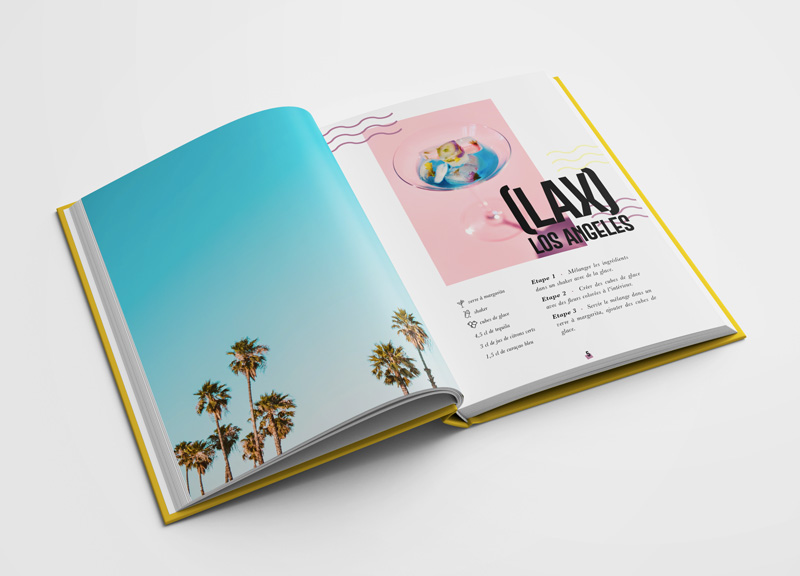 (LAX)
LOS ANGELES
verre à margarita
shaker
cubes de glace
4,5 cl de tequila
3 cl de jus de citrons verts
1,5 cl de curaçao bleu
Etape 1 - Mélanger les ingrédients
dans un shaker avec de la glace.
Etape 2 - Créer des cubes de glace
avec des fleurs colorées à l'intérieur.
Etape 3 - Servir le mélange dans un
verre à margarita, ajouter des cubes de
glace.